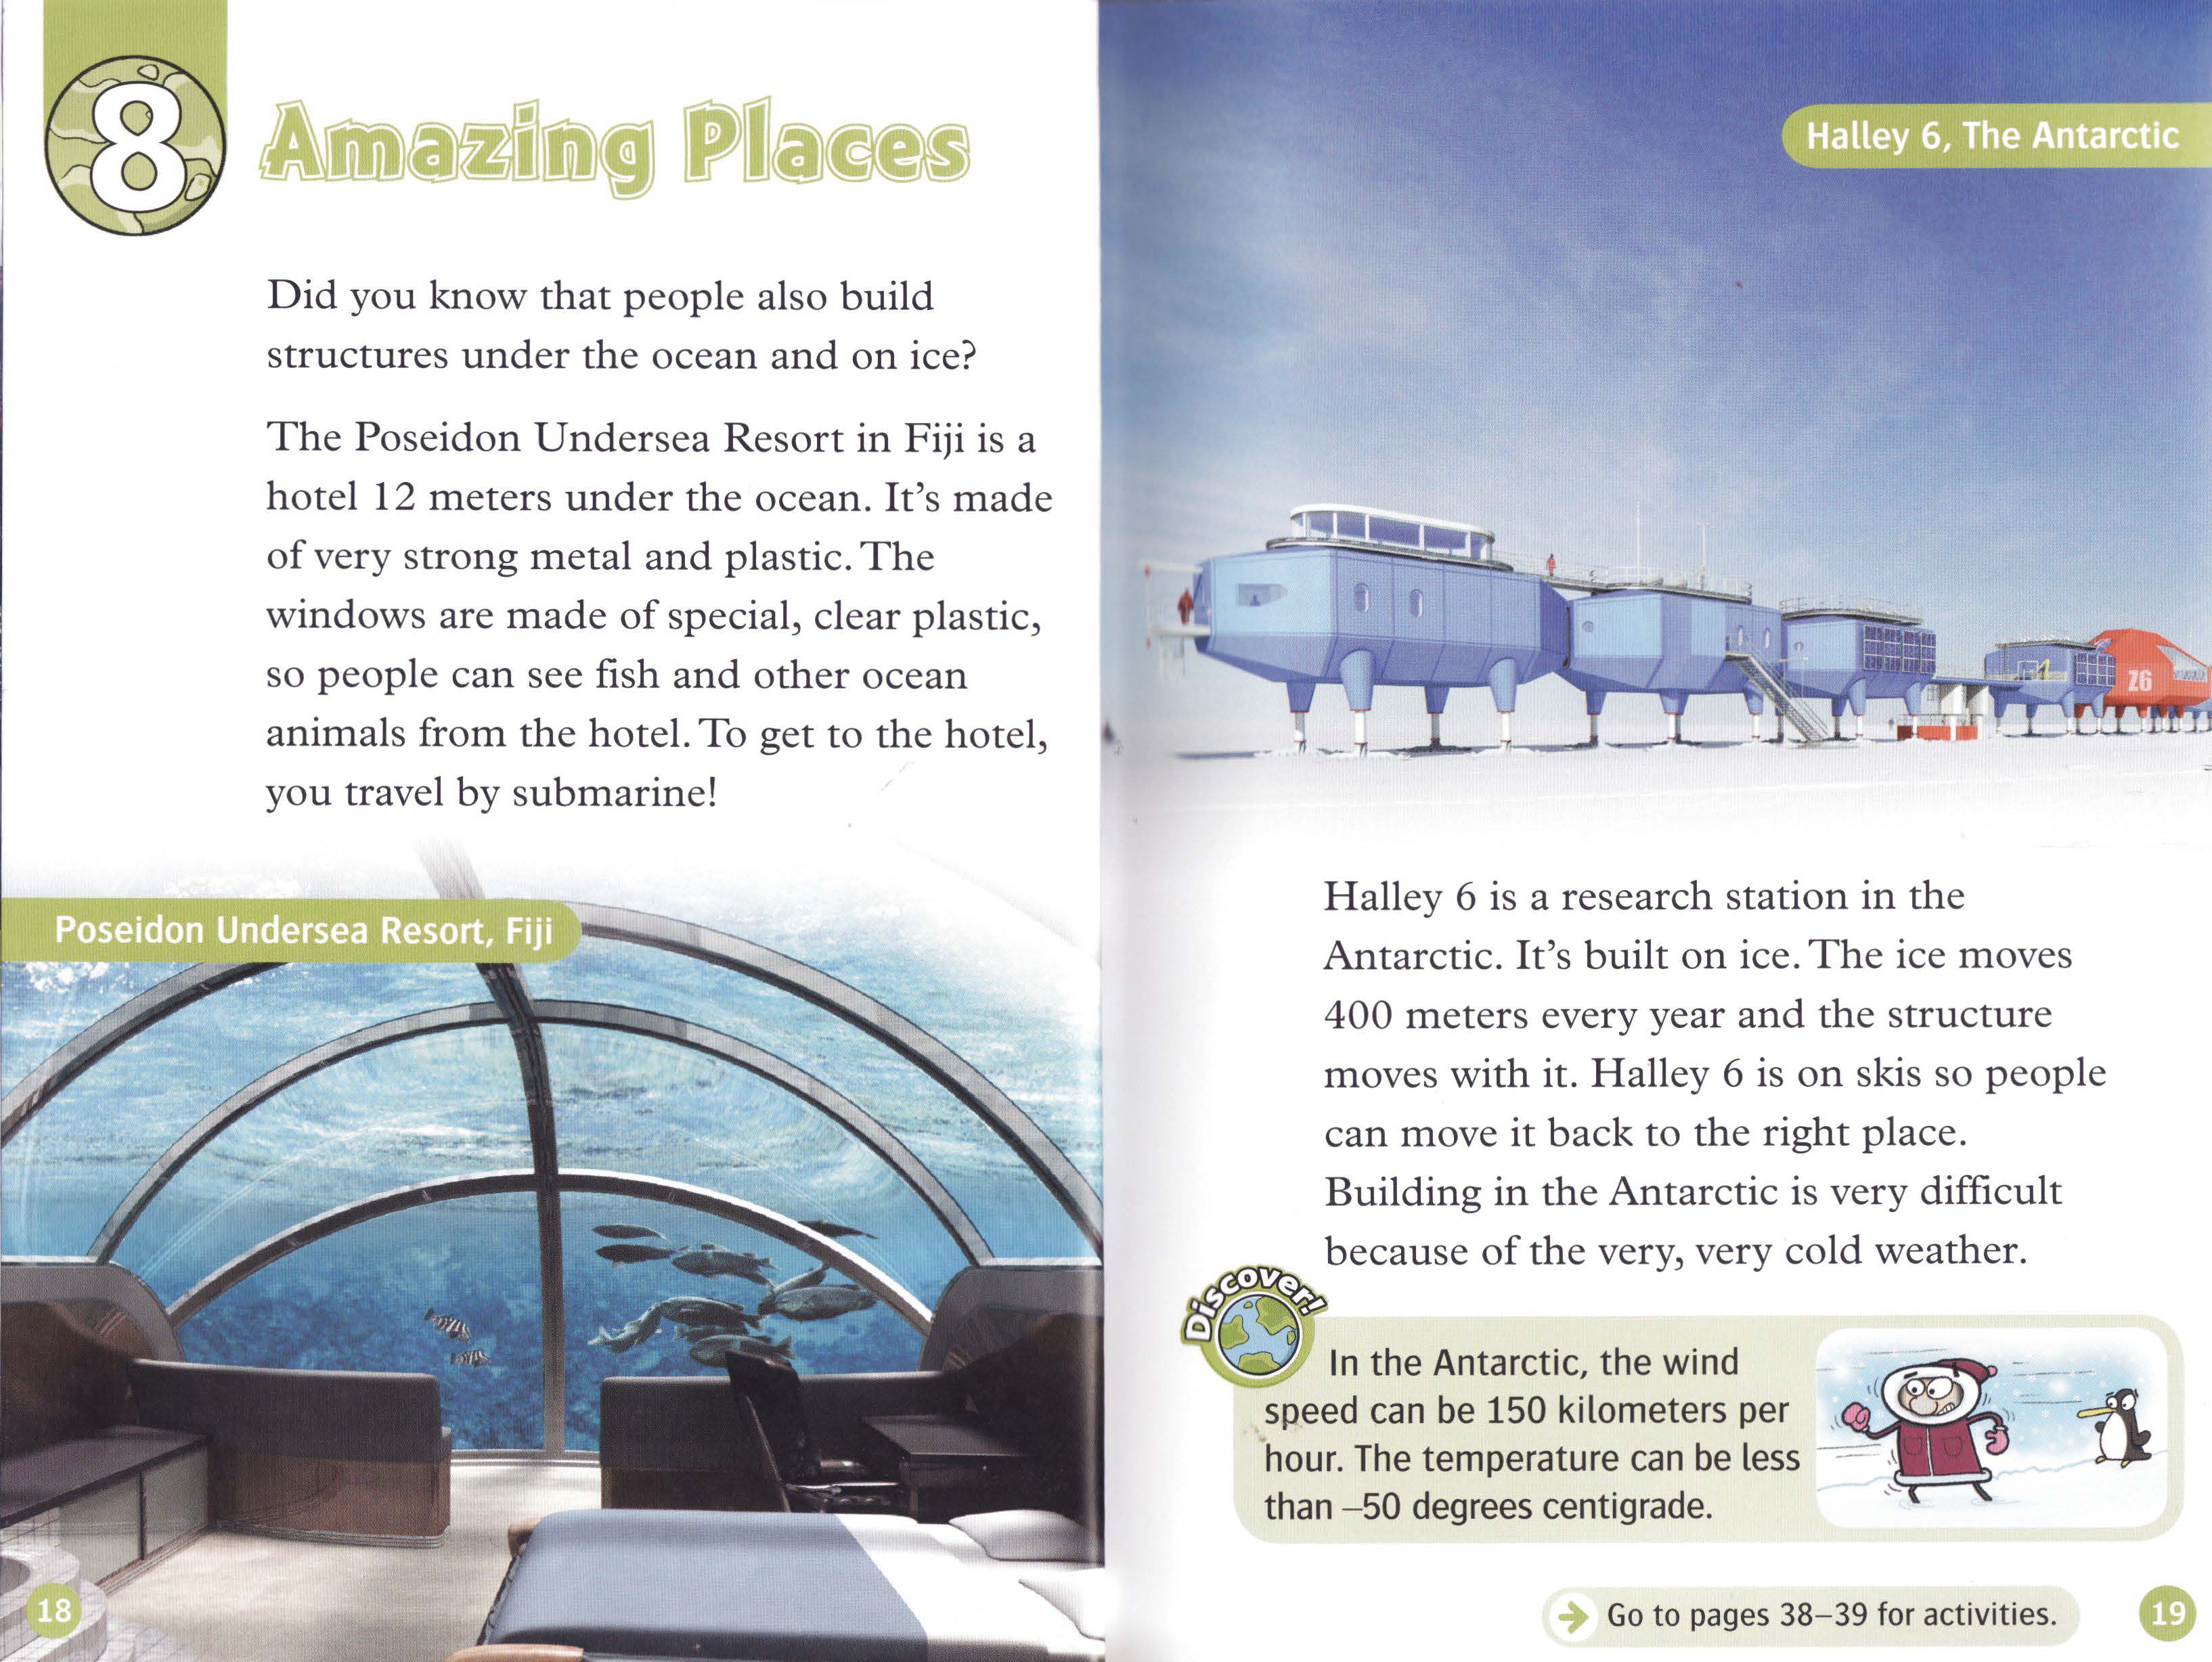 8
Amazing Places
Did you know that people also build
structures under the ocean and on ice?
The Poseidon Undersea Resort in Fiji is a
hotel 12 meters under the ocean. It's made
of very strong metal and plastic. The
windows are made of special, clear plastic,
so people can see fish and other ocean
animals from the hotel. To get to the hotel,
you travel by submarine!
Poseidon Undersea Resort, Fiji
18
Halley 6, The Antarctic
Z6
Halley 6 is a research station in the
Antarctic. It's built on ice. The ice moves
400 meters every year and the structure
moves with it. Halley 6 is on skis so people
can move it back to the right place.
Building in the Antarctic is very difficult
because of the very, very cold weather.
Discover!
In the Antarctic, the wind
speed can be 150 kilometers per
hour. The temperature can be less
than –50 degrees centigrade.
Go to pages 38–39 for activities.
19